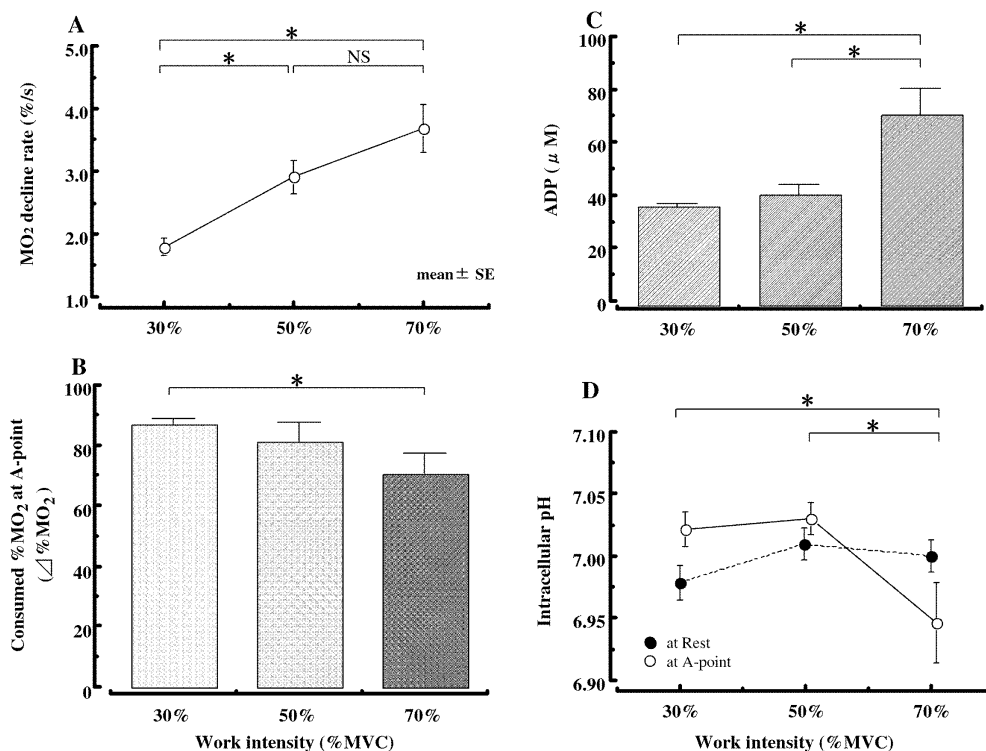 A
*
*
NS
5.0
4.0
3.0
2.0
1.0
MO2 decline rate (%/s)
mean± SE
30%
50%
70%
B
*
100
80
60
40
20
0
Consumed %MO2 at A-point
(⊿%MO2)
30%
50%
70%
Work intensity (%MVC)
C
*
*
100
80
60
40
20
0
ADP ( μ M)
30%
50%
70%
D
*
*
7.10
7.05
7.00
6.95
6.90
Intracellular pH
at Rest
at A-point
30%
50%
70%
Work intensity (%MVC)